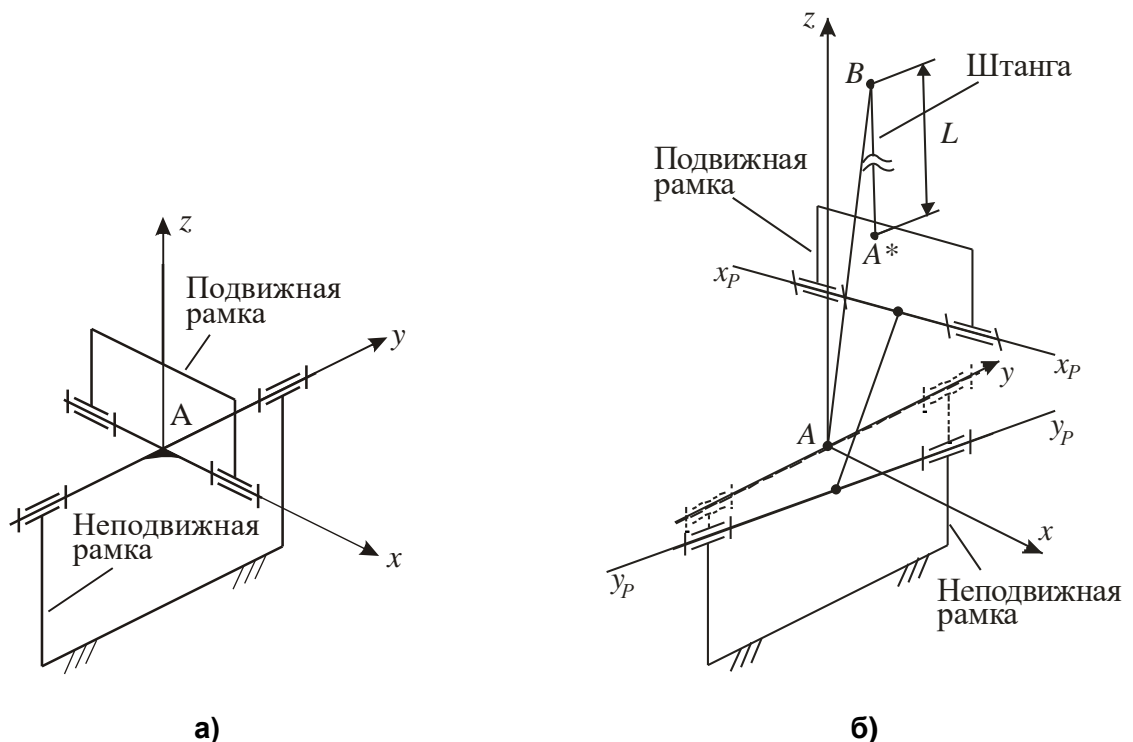 z
Подвижная
рамка
y
A
Неподвижная
рамка
x
а)
z
B
Штанга
L
Подвижная
рамка
A*
x_P
x_P
y
A
y_P
x
y_P
Неподвижная
рамка
б)